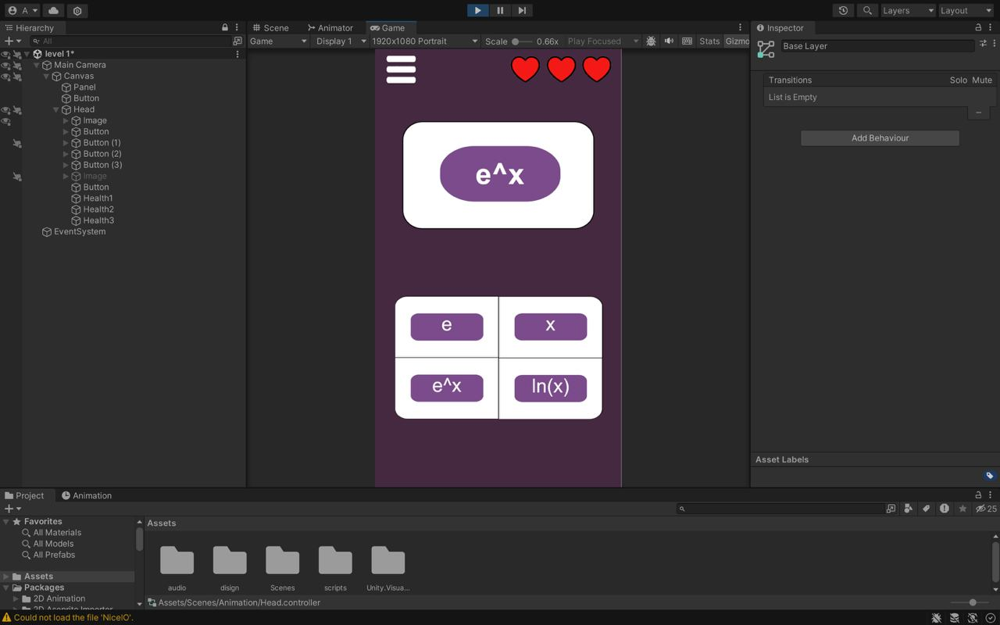 A Layers Layout
Hierarchy Scene Animator Game Inspector
All Game Display 1 1920x1080 Portrait Scale 0.66x Play Focused Stats Gizmo
Base Layer
level 1*
Main Camera
Canvas
Panel
Button
Head
Image
Button
Button (1)
Button (2)
Button (3)
Image
Button
Health1
Health2
Health3
EventSystem
e^x
e x
e^x ln(x)
Transitions Solo Mute
List is Empty
Add Behaviour
Asset Labels
Project Animation
25
Favorites
All Materials
All Models
All Prefabs
Assets
Packages
2D Animation
2D Aseprite Importer
Assets
audio disign Scenes scripts Unity.Visua...
Assets/Scenes/Animation/Head.controller
Could not load the file 'NiceIO'.